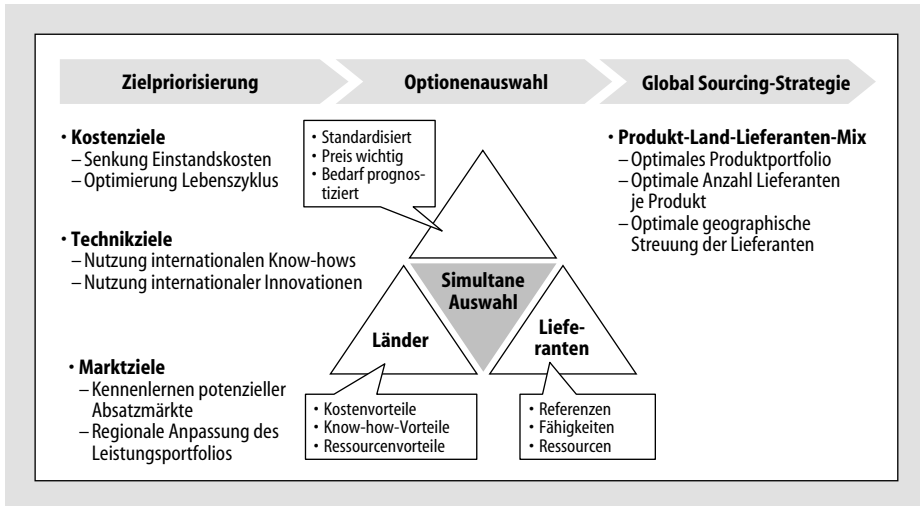 Zielpriorisierung
Optionenauswahl
Global Sourcing-Strategie
• Kostenziele
– Senkung Einstandskosten
– Optimierung Lebenszyklus
• Technikziele
– Nutzung internationalen Know-hows
– Nutzung internationaler Innovationen
• Marktziele
– Kennenlernen potenzieller
Absatzmärkte
– Regionale Anpassung des
Leistungsportfolios
• Standardisiert
• Preis wichtig
• Bedarf prognos-
tiziert
Simultane
Auswahl
Länder
Liefe-
ranten
• Kostenvorteile
• Know-how-Vorteile
• Ressourcenvorteile
• Referenzen
• Fähigkeiten
• Ressourcen
• Produkt-Land-Lieferanten-Mix
– Optimales Produktportfolio
– Optimale Anzahl Lieferanten
je Produkt
– Optimale geographische
Streuung der Lieferanten